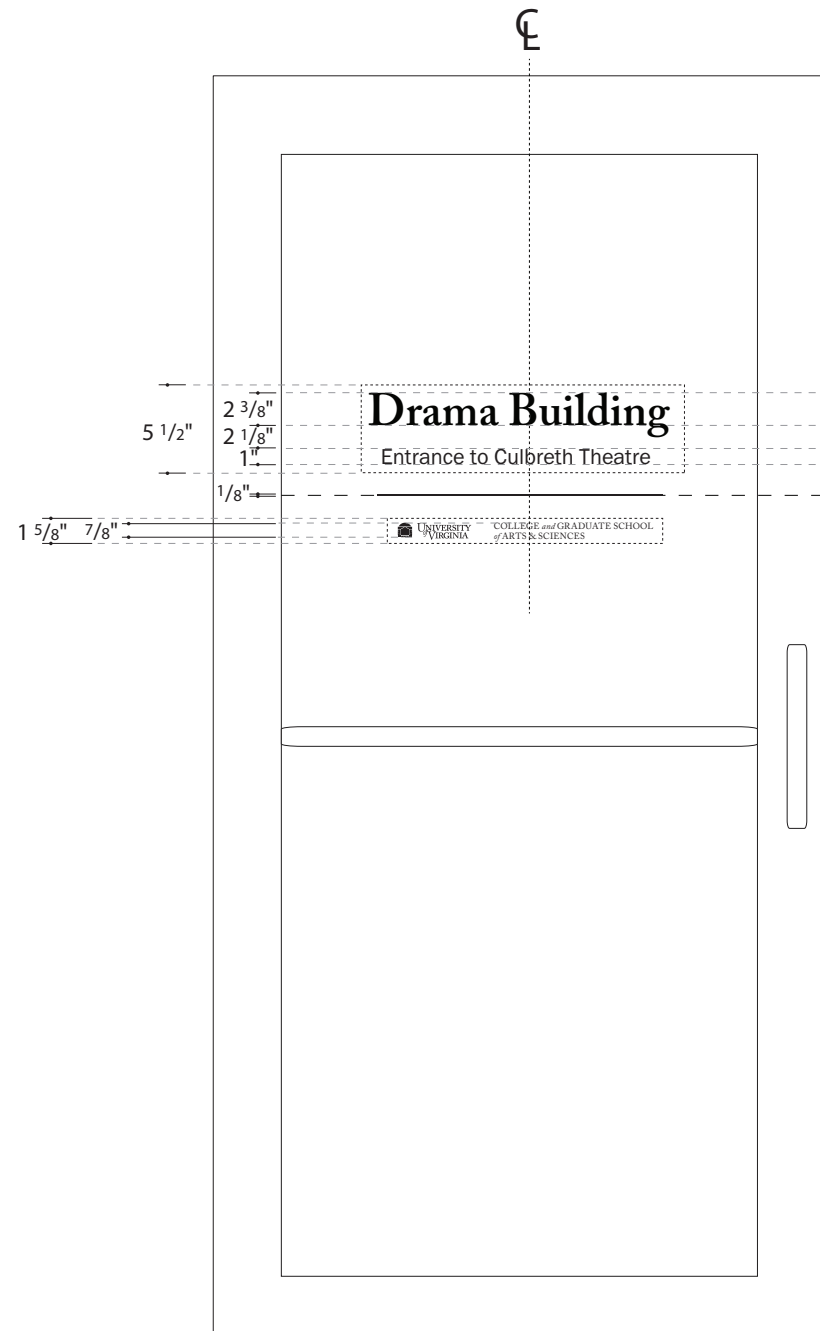 ℄
Drama Building
Entrance to Culbreth Theatre
2 3/8"
5 1/2"
2 1/8"
1"
1/8"
1 5/8" 7/8"
UNIVERSITY
of VIRGINIA
COLLEGE and GRADUATE SCHOOL
of ARTS & SCIENCES